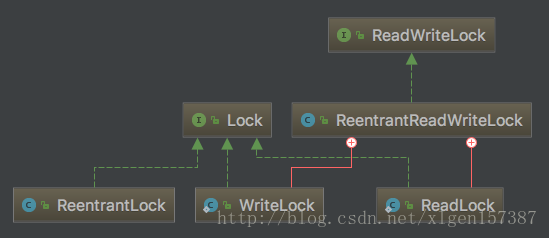 ReadWriteLock
Lock
ReentrantReadWriteLock
ReentrantLock
WriteLock
ReadLock
http://blog.csdn.net/xlgen157387